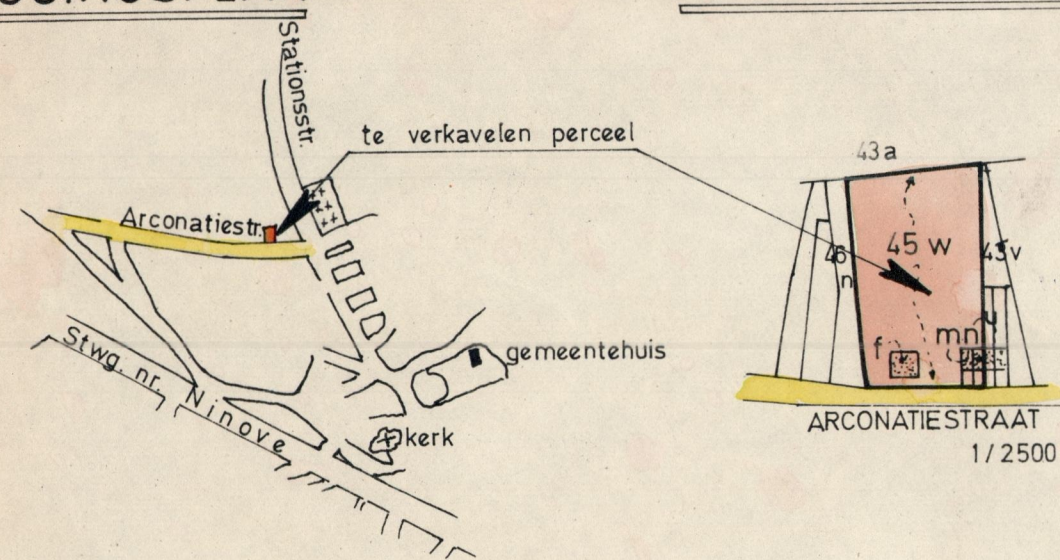 Stationsstr.
te verkavelen perceel
Arconatiestr.
gemeentehuis
kerk
Stwg. nr. Ninove
43a
45 w
46
n
43v
f
mn
y
ARCONATIESTRAAT
1/2500